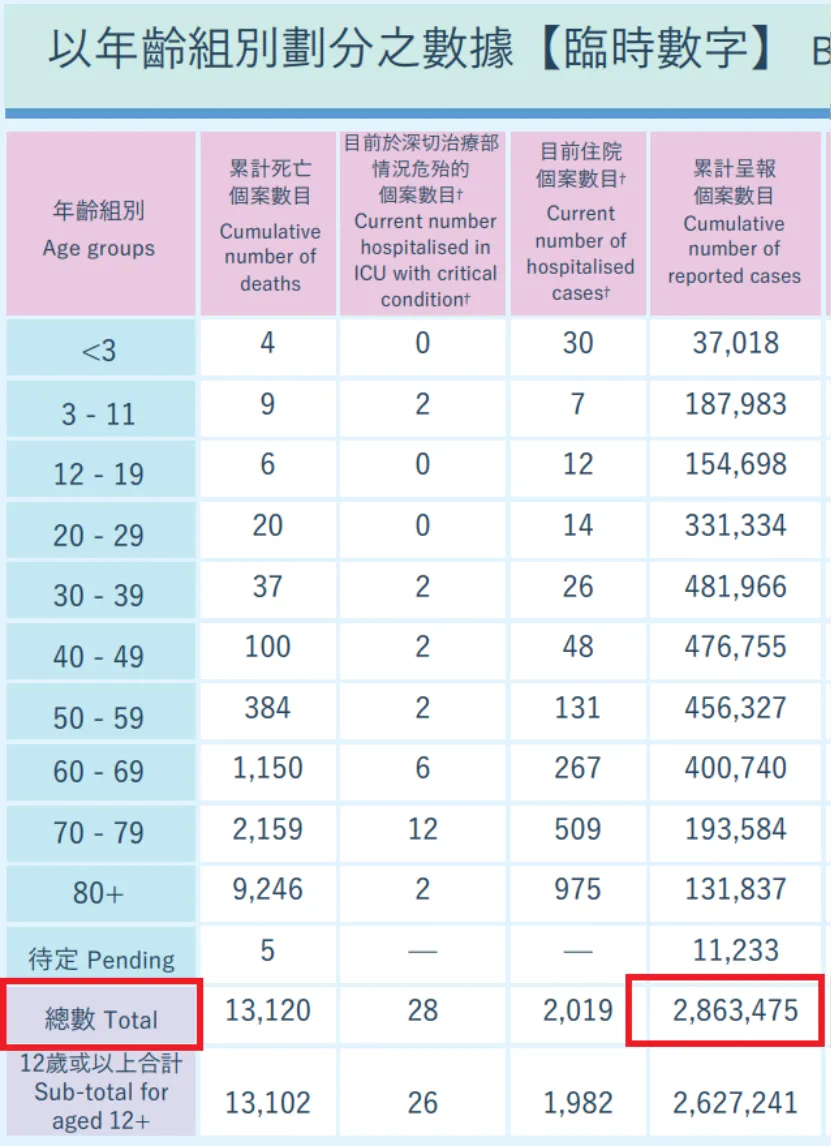 以年齡組別劃分之數據【臨時數字】 B
年齡組別
Age groups
累計死亡
個案數目
Cumulative
number of
deaths
目前於深切治療部
情況危殆的
個案數目†
Current number
hospitalised in
ICU with critical
condition†
目前住院
個案數目†
Current
number of
hospitalised
cases†
累計呈報
個案數目
Cumulative
number of
reported cases
<3 4 0 30 37,018
3 - 11 9 2 7 187,983
12 - 19 6 0 12 154,698
20 - 29 20 0 14 331,334
30 - 39 37 2 26 481,966
40 - 49 100 2 48 476,755
50 - 59 384 2 131 456,327
60 - 69 1,150 6 267 400,740
70 - 79 2,159 12 509 193,584
80+ 9,246 2 975 131,837
待定 Pending 5 — — 11,233
總數 Total 13,120 28 2,019 2,863,475
12歲或以上合計
Sub-total for
aged 12+
13,102 26 1,982 2,627,241